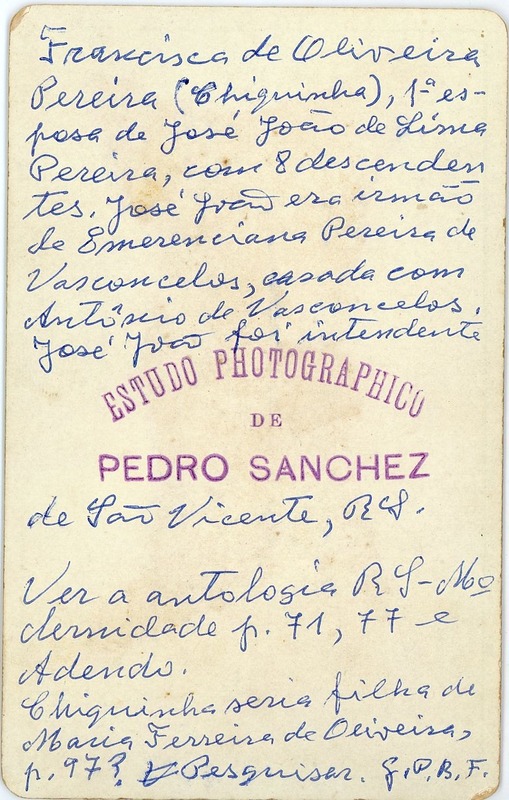 Francisca de Oliveira
Pereira (Chiquinha), 1ª es-
posa de José João de Lima
Pereira, com 8 descenden
tes. José João era irmão
de Emerenciana Pereira de
Vasconcelos, casada com
Antônio de Vasconcelos.
José João foi intendente
ESTUDO PHOTOGRAPHICO
DE
PEDRO SANCHEZ
de São Vicente, RS.
Ver a antologia RS-Mo
dernidade p. 71, 77 e
Adendo.
Chiquinha seria filha de
Maria Ferreira de Oliveira,
p. 97? Pesquisar. G.P.B.F.